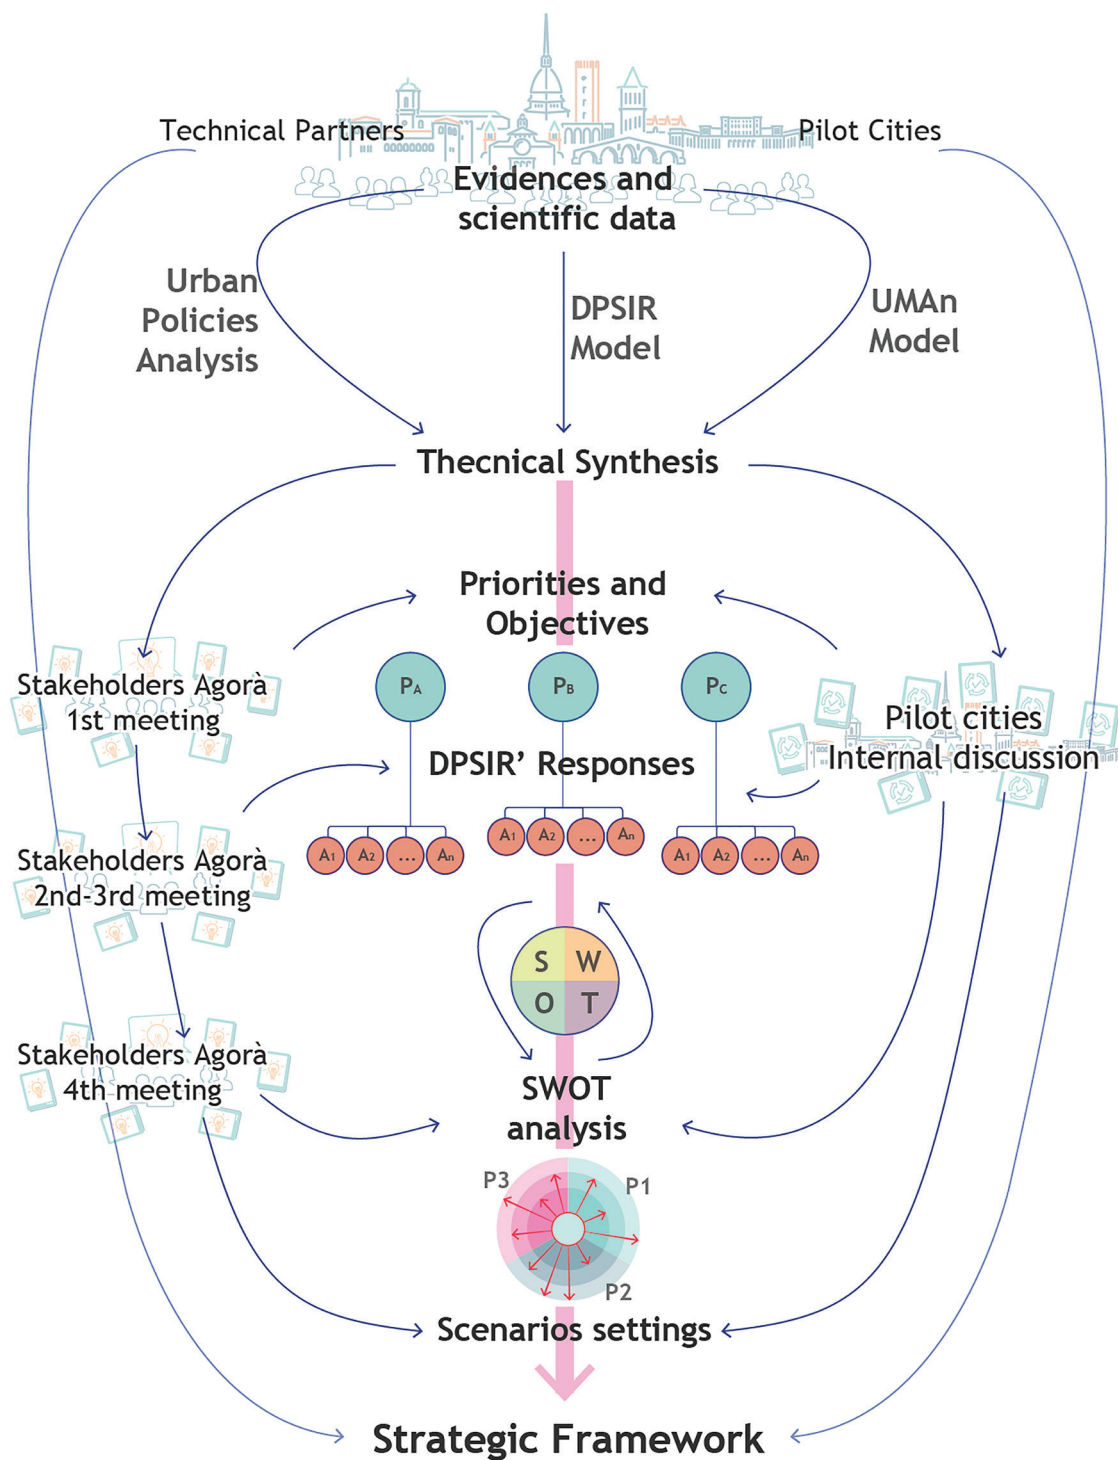 Technical Partners
Pilot Cities
Evidences and
scientific data
Urban
Policies
Analysis
DPSIR
Model
UMAn
Model
Thecnical Synthesis
Priorities and
Objectives
Stakeholders Agorà
1st meeting
PA
PB
PC
Pilot cities
Internal discussion
DPSIR’ Responses
A1
A2
...
An
A1
A2
...
An
A1
A2
...
An
Stakeholders Agorà
2nd-3rd meeting
S W
O T
Stakeholders Agorà
4th meeting
SWOT
analysis
P3
P1
P2
Scenarios settings
Strategic Framework